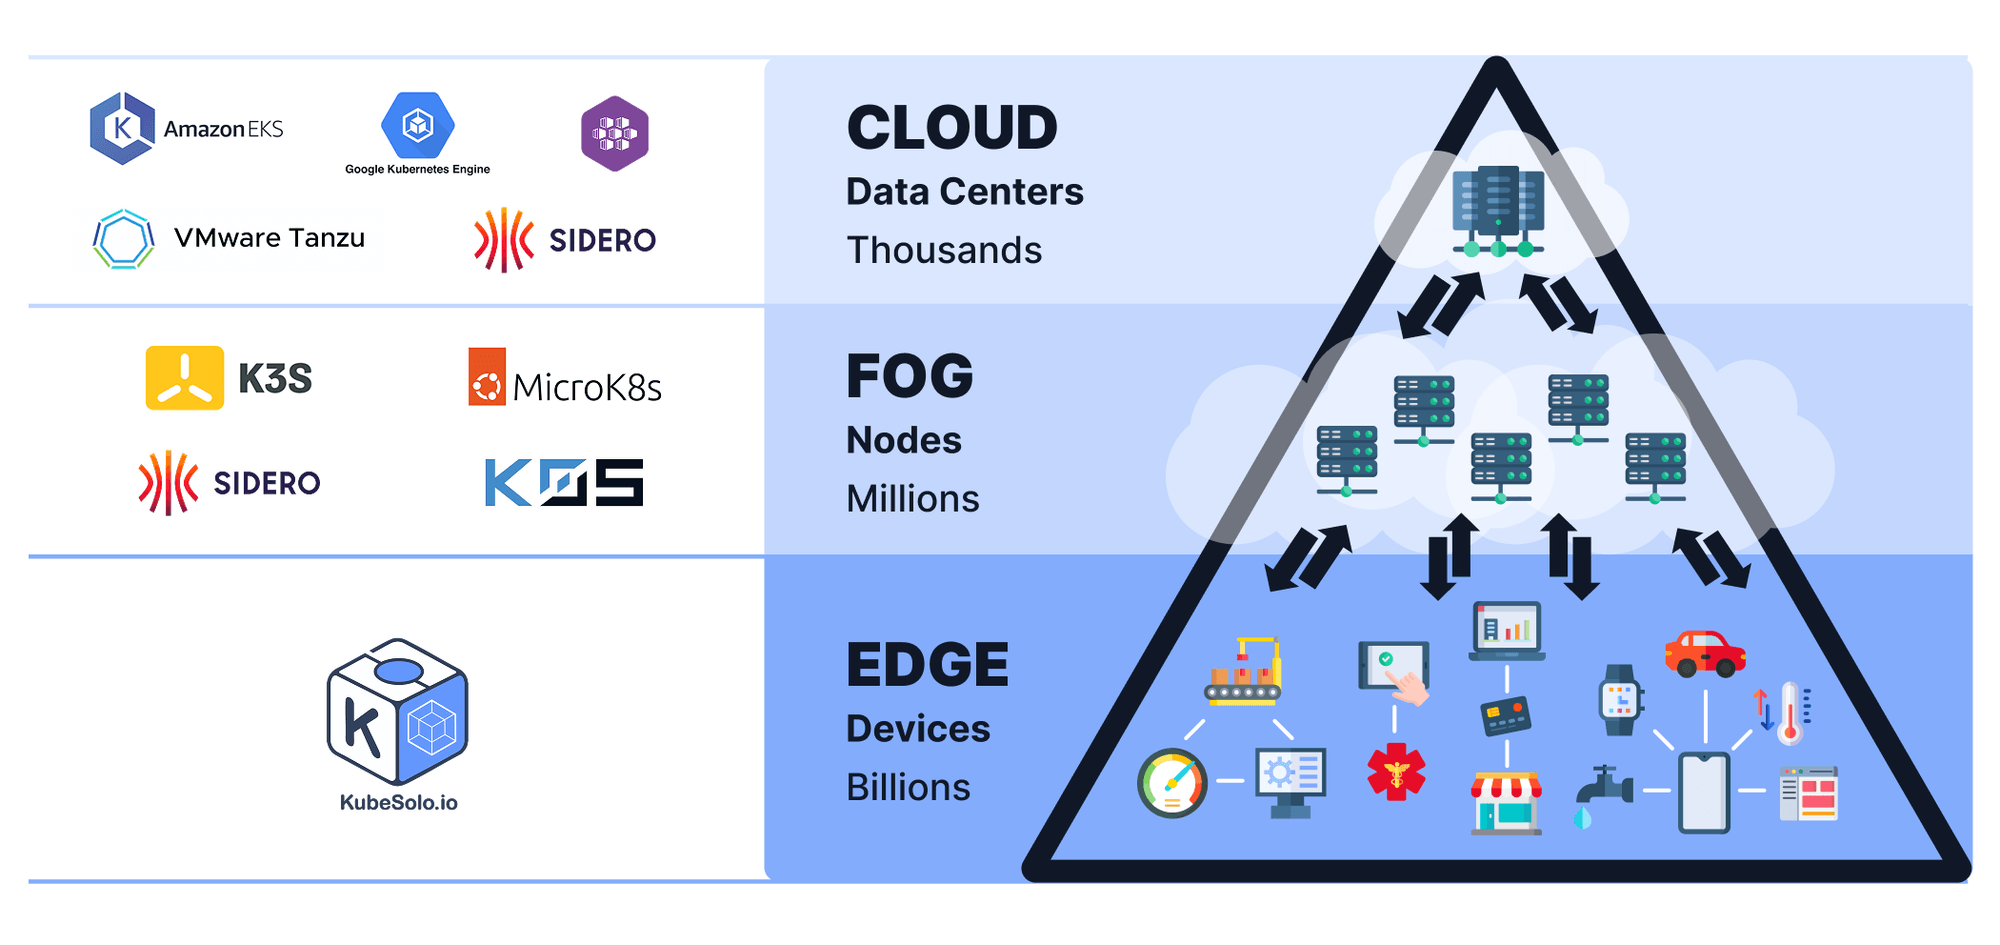 Amazon EKS
Google Kubernetes Engine
VMware Tanzu
SIDERO
CLOUD
Data Centers
Thousands
K3S
MicroK8s
SIDERO
K0S
FOG
Nodes
Millions
K
KubeSolo.io
EDGE
Devices
Billions